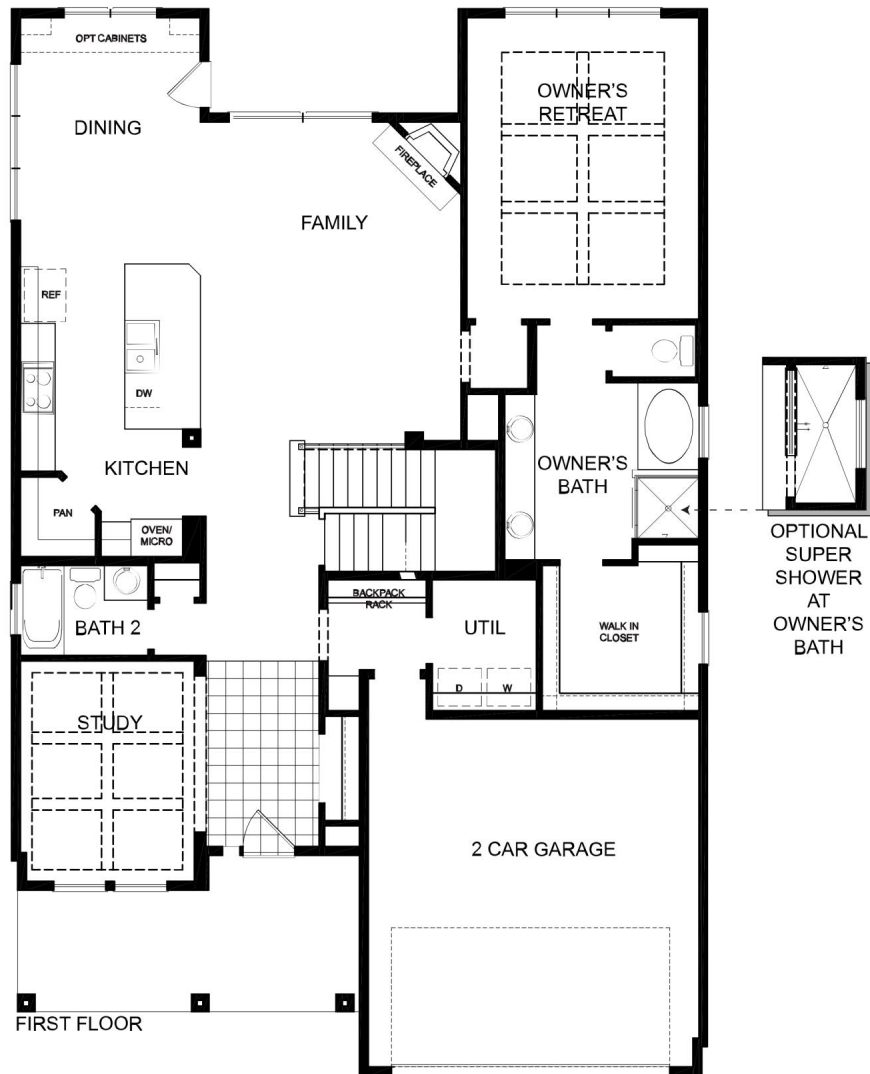 OPT CABINETS
DINING
OWNER'S
RETREAT
FIREPLACE
FAMILY
REF
DW
KITCHEN
PAN
OVEN/
MICRO
OWNER'S
BATH
OPTIONAL
SUPER
SHOWER
AT
OWNER'S
BATH
BACKPACK
RACK
BATH 2
UTIL
WALK IN
CLOSET
D
W
STUDY
2 CAR GARAGE
FIRST FLOOR